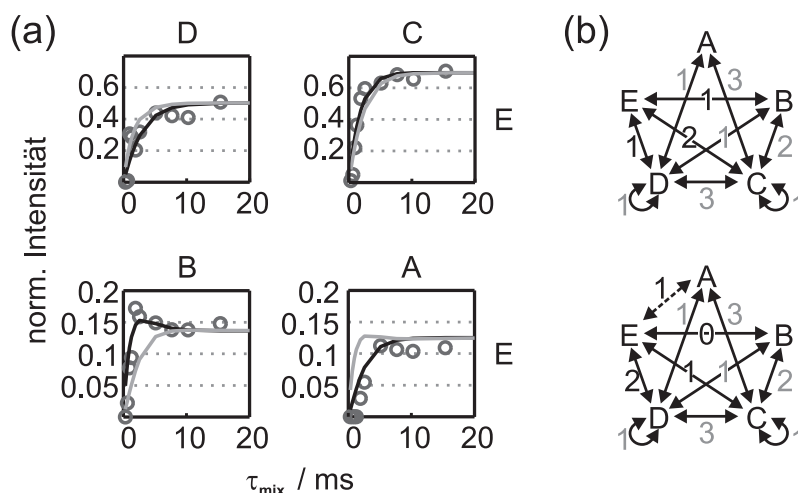 (a)
D
C
(b)
0.6
0.4
0.2
0 10 20
0.6
0.4
0.2
0 10 20
E
norm. Intensität
B
A
0.2
0.15
0.1
0.05
0 10 20
0.2
0.15
0.1
0.05
0 10 20
E
τmix / ms
A
1 3
E 1 B
1 2 1 2
D C
1 3 1
A
1
1 3
E 0 B
2 1 1 2
D C
1 3 1